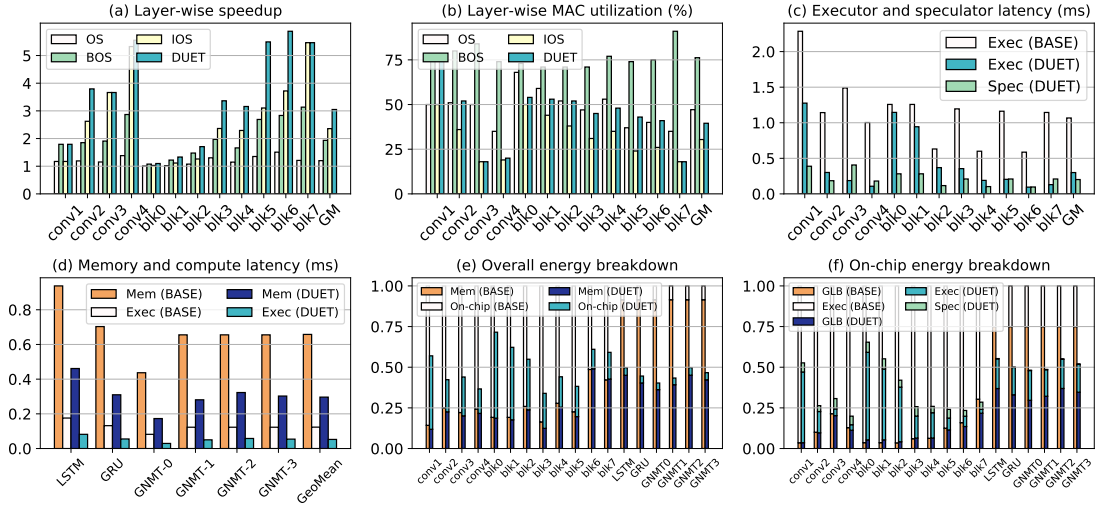 (a) Layer-wise speedup
OS
IOS
BOS
DUET
5
4
3
2
1
0
conv1
conv2
conv3
conv4
blk0
blk1
blk2
blk3
blk4
blk5
blk6
blk7
GM
(b) Layer-wise MAC utilization (%)
OS
IOS
BOS
DUET
75
50
25
0
conv1
conv2
conv3
conv4
blk0
blk1
blk2
blk3
blk4
blk5
blk6
blk7
GM
(c) Executor and speculator latency (ms)
Exec (BASE)
Exec (DUET)
Spec (DUET)
2.0
1.5
1.0
0.5
0.0
conv1
conv2
conv3
conv4
blk0
blk1
blk2
blk3
blk4
blk5
blk6
blk7
GM
(d) Memory and compute latency (ms)
Mem (BASE)
Mem (DUET)
Exec (BASE)
Exec (DUET)
0.8
0.6
0.4
0.2
0.0
LSTM
GRU
GNMT-0
GNMT-1
GNMT-2
GNMT-3
GeoMean
(e) Overall energy breakdown
Mem (BASE)
Mem (DUET)
On-chip (BASE)
On-chip (DUET)
1.00
0.75
0.50
0.25
0.00
conv1
conv2
conv3
conv4
blk0
blk1
blk2
blk3
blk4
blk5
blk6
blk7
LSTM
GRU
GNMT0
GNMT1
GNMT2
GNMT3
(f) On-chip energy breakdown
GLB (BASE)
Exec (DUET)
Exec (BASE)
Spec (DUET)
GLB (DUET)
1.00
0.75
0.50
0.25
0.00
conv1
conv2
conv3
conv4
blk0
blk1
blk2
blk3
blk4
blk5
blk6
blk7
LSTM
GRU
GNMT0
GNMT1
GNMT2
GNMT3